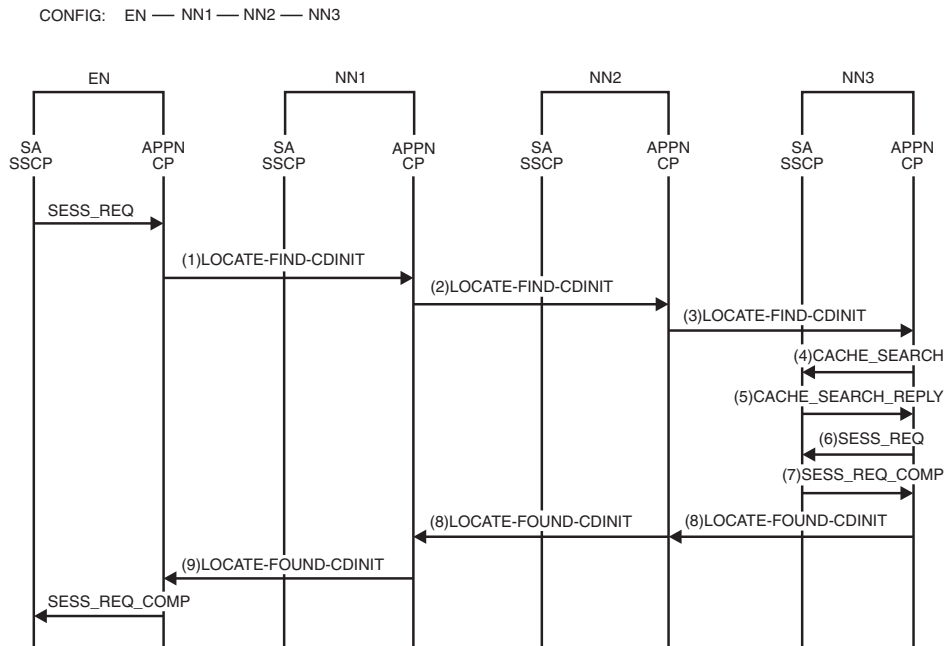 CONFIG: EN — NN1 — NN2 — NN3
EN NN1 NN2 NN3
SA APPN SA APPN SA APPN SA APPN
SSCP CP SSCP CP SSCP CP SSCP CP
SESS_REQ
(1)LOCATE-FIND-CDINIT
(2)LOCATE-FIND-CDINIT
(3)LOCATE-FIND-CDINIT
(4)CACHE_SEARCH
(5)CACHE_SEARCH_REPLY
(6)SESS_REQ
(7)SESS_REQ_COMP
(8)LOCATE-FOUND-CDINIT (8)LOCATE-FOUND-CDINIT
(9)LOCATE-FOUND-CDINIT
SESS_REQ_COMP